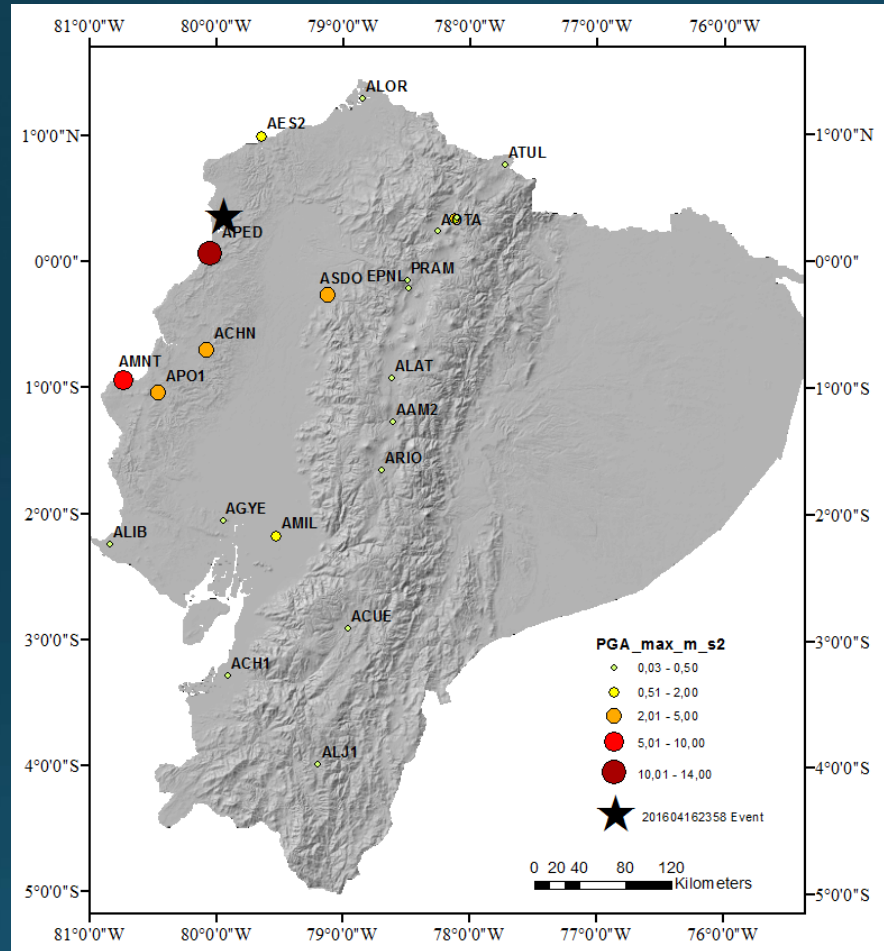 81°0'0"W 80°0'0"W 79°0'0"W 78°0'0"W 77°0'0"W 76°0'0"W
ALOR
AES2
1°0'0"N 1°0'0"N
ATUL
AOTA
APED
0°0'0" 0°0'0"
ASDO EPNL PRAM
ACHN
AMNT APO1 ALAT
1°0'0"S 1°0'0"S
AAM2
ARIO
AGYE AMIL
2°0'0"S 2°0'0"S
ALIB
ACUE
3°0'0"S 3°0'0"S
PGA_max_m_s2
ACH1
0,03 - 0,50
0,51 - 2,00
2,01 - 5,00
5,01 - 10,00
ALJ1
4°0'0"S 4°0'0"S
10,01 - 14,00
201604162358 Event
0 20 40 80 120
Kilometers
5°0'0"S 5°0'0"S
81°0'0"W 80°0'0"W 79°0'0"W 78°0'0"W 77°0'0"W 76°0'0"W